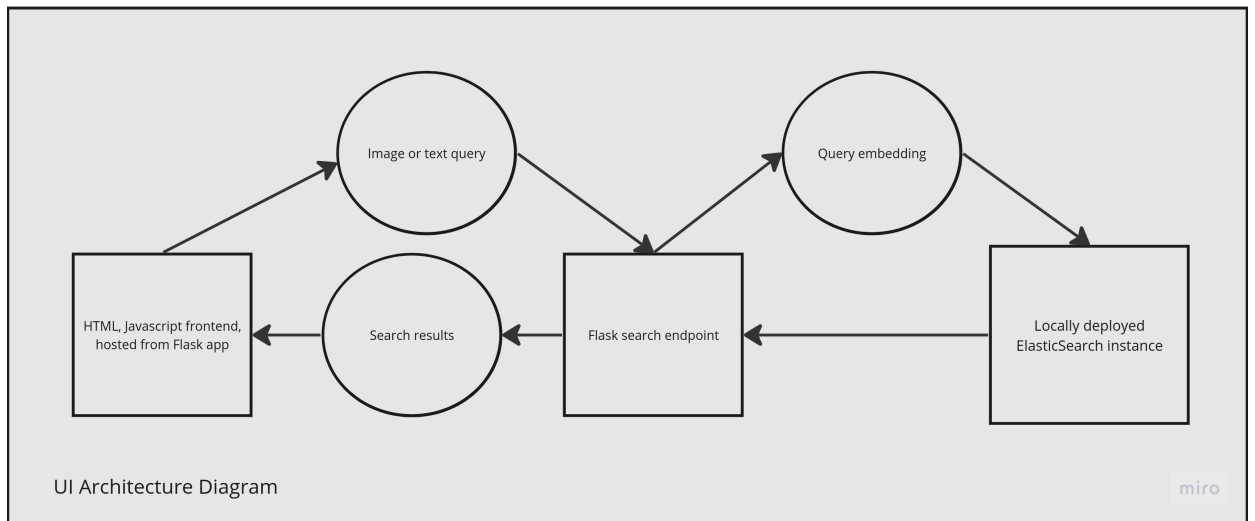 Image or text query
Query embedding
HTML, Javascript frontend,
hosted from Flask app
Search results
Flask search endpoint
Locally deployed
ElasticSearch instance
UI Architecture Diagram
miro